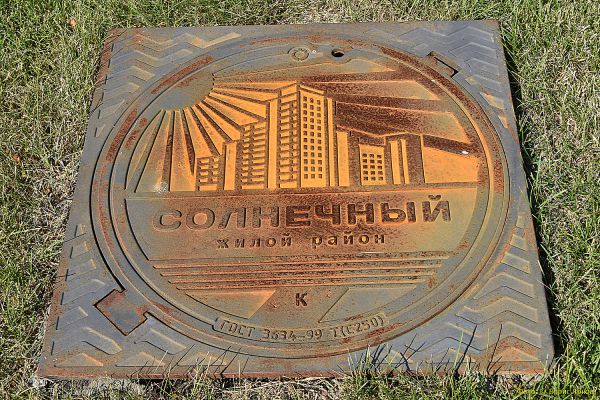 СОЛНЕЧНЫЙ
жилой район
К
ГОСТ 3634-99 Т(С250)